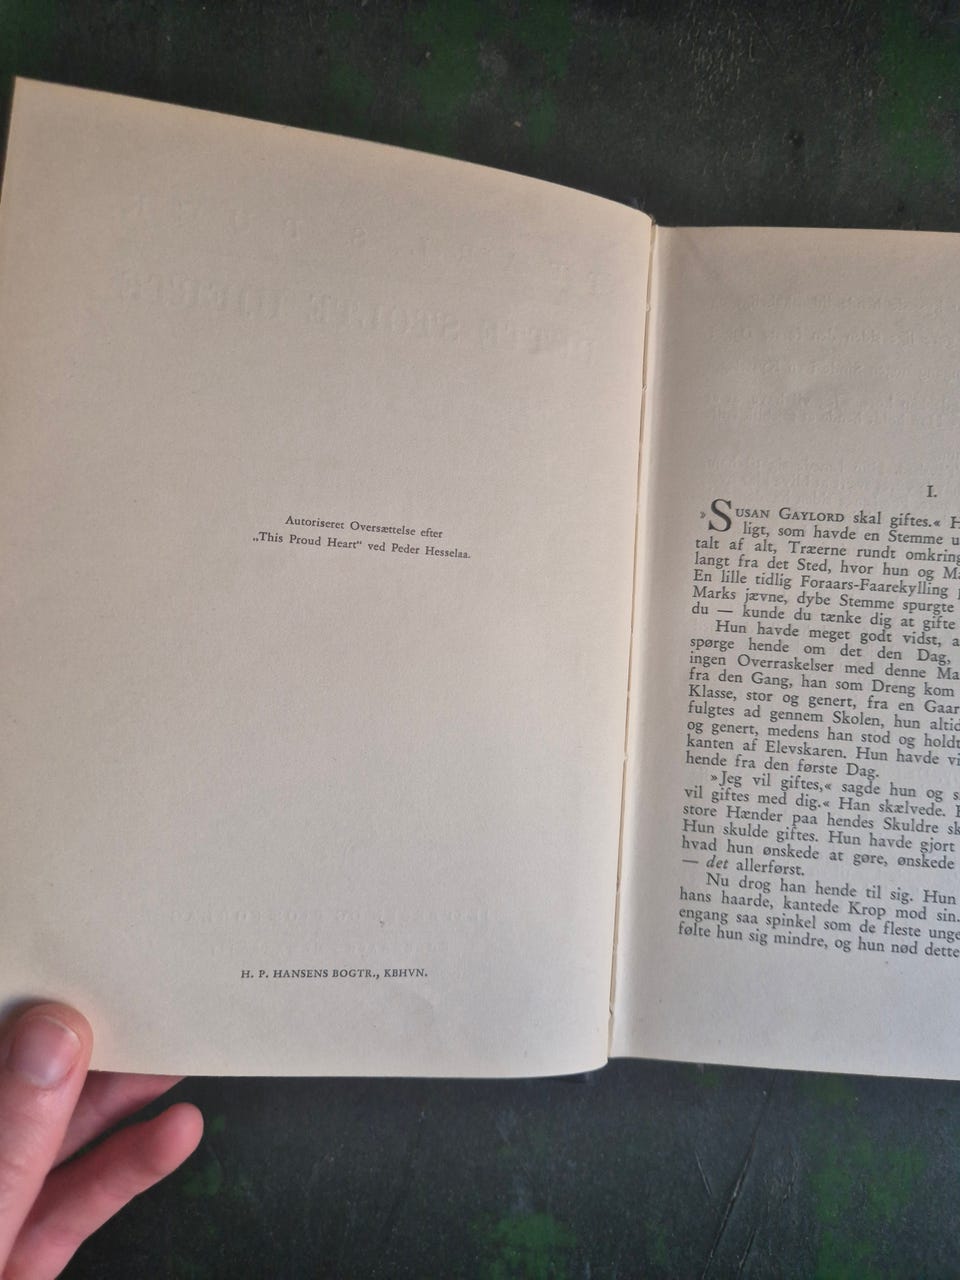 Autoriseret Oversættelse efter
„This Proud Heart“ ved Peder Hesselaa.
H. P. HANSENS BOGTR., KBHVN.
I.
»SUSAN GAYLORD skal giftes.« H
ligt, som havde en Stemme u
talt af alt, Træerne rundt omkring
langt fra det Sted, hvor hun og Ma
En lille tidlig Foraars-Faarekylling
Marks jævne, dybe Stemme spurgte
du — kunde du tænke dig at gifte
Hun havde meget godt vidst, a
spørge hende om det den Dag,
ingen Overraskelser med denne Ma
fra den Gang, han som Dreng kom
Klasse, stor og genert, fra en Gaar
fulgtes ad gennem Skolen, hun altid
og genert, medens han stod og holdt
kanten af Elevskaren. Hun havde vi
hende fra den første Dag.
»Jeg vil giftes,« sagde hun og s
vil giftes med dig.« Han skælvede.
store Hænder paa hendes Skuldre sk
Hun skulde giftes. Hun havde gjort
hvad hun ønskede at gøre, ønskede
— det allerførst.
Nu drog han hende til sig. Hun
hans haarde, kantede Krop mod sin.
engang saa spinkel som de fleste unge
følte hun sig mindre, og hun nød dette